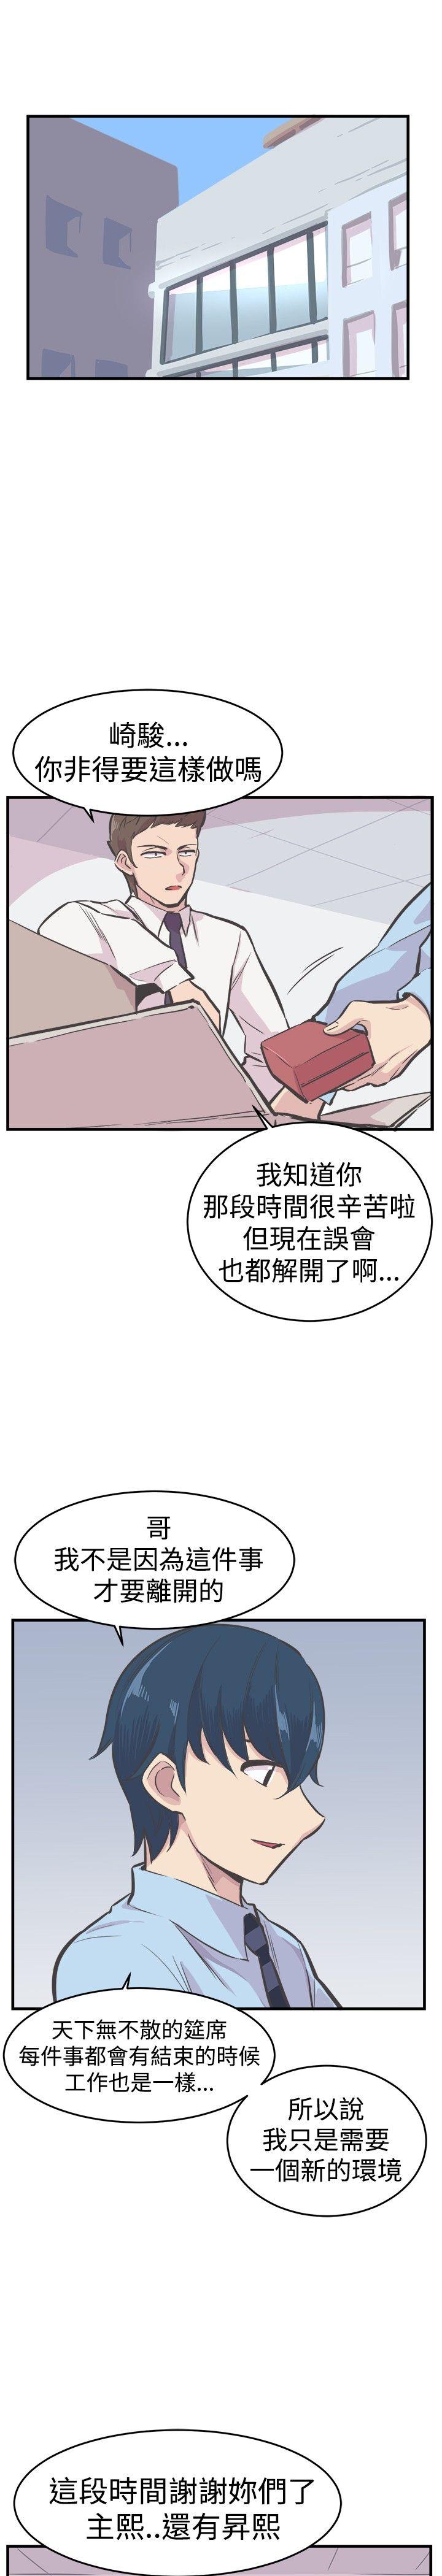 崎駿...
你非得要這樣做嗎
我知道你
那段時間很辛苦啦
但現在誤會
也都解開了啊...
哥
我不是因為這件事
才要離開的
天下無不散的筵席
每件事都會有結束的時候
工作也是一樣...
所以說
我只是需要
一個新的環境
這段時間謝謝妳們了
主熙..還有昇熙